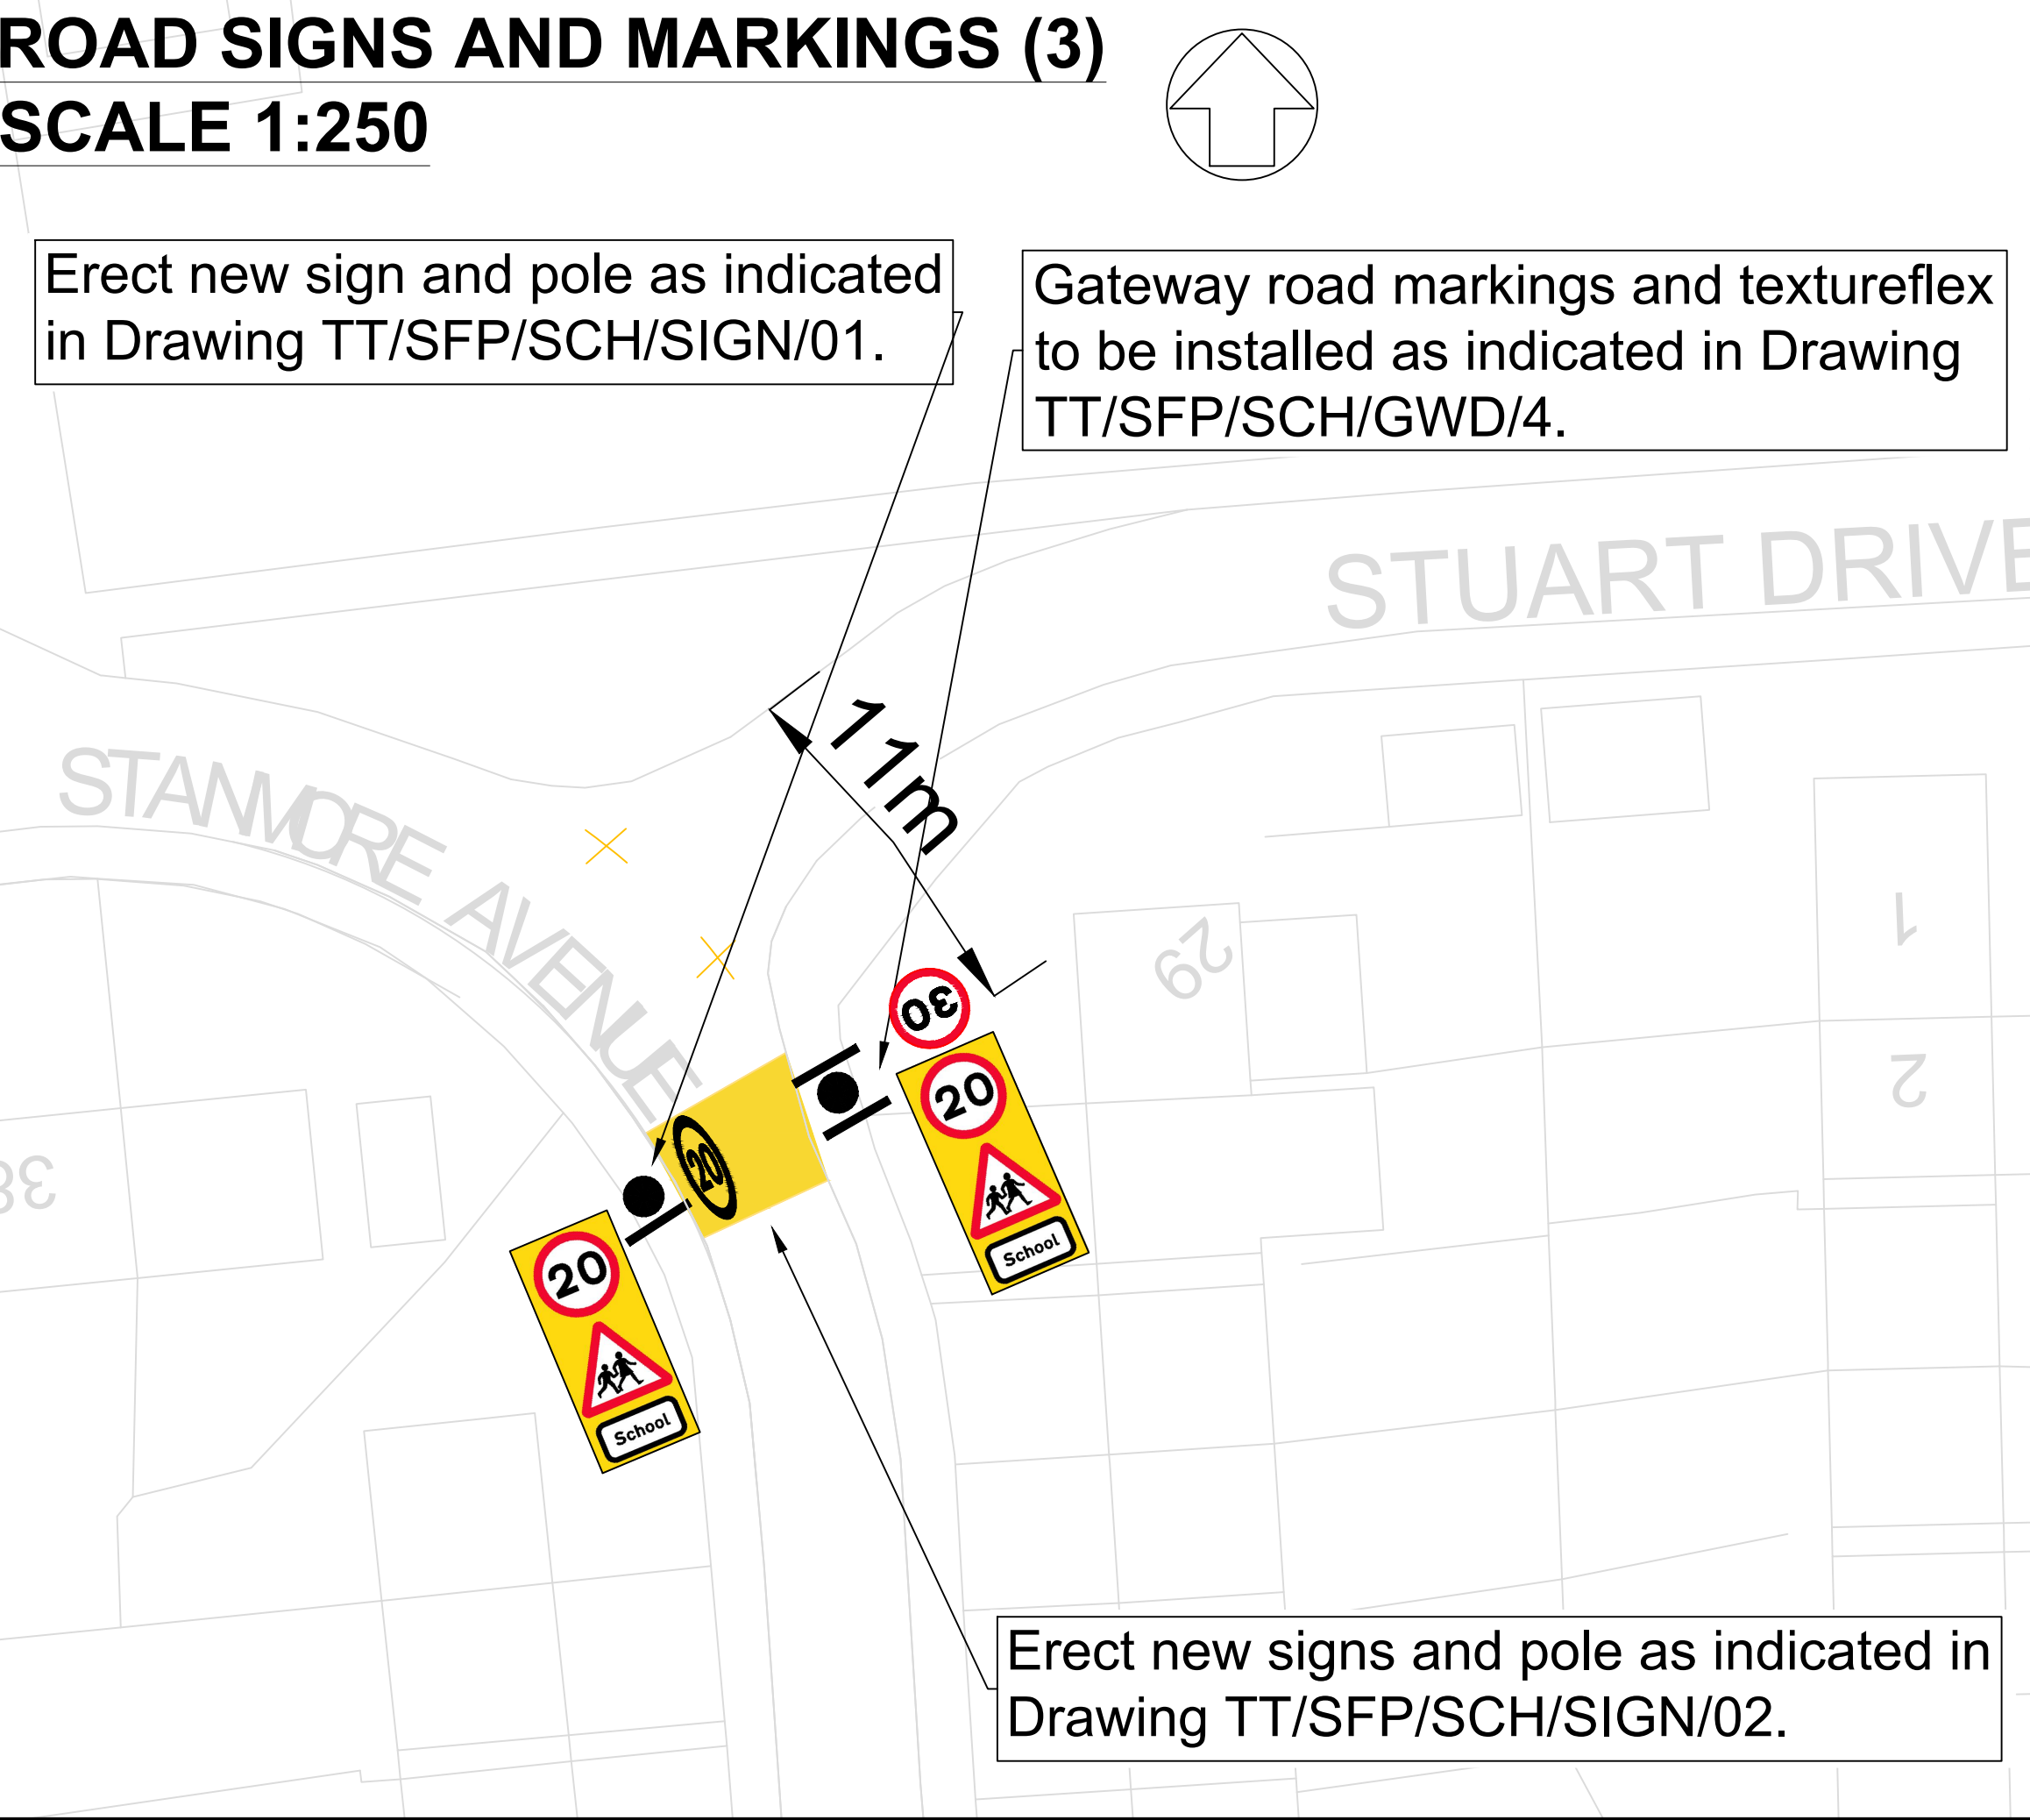 ROAD SIGNS AND MARKINGS (3)
SCALE 1:250
Erect new sign and pole as indicated
in Drawing TT/SFP/SCH/SIGN/01.
Gateway road markings and textureflex
to be installed as indicated in Drawing
TT/SFP/SCH/GWD/4.
STUART DRIVE
11m
STANMORE AVENUE
29
1
30
20
School
2
20
38
20
School
Erect new signs and pole as indicated in
Drawing TT/SFP/SCH/SIGN/02.